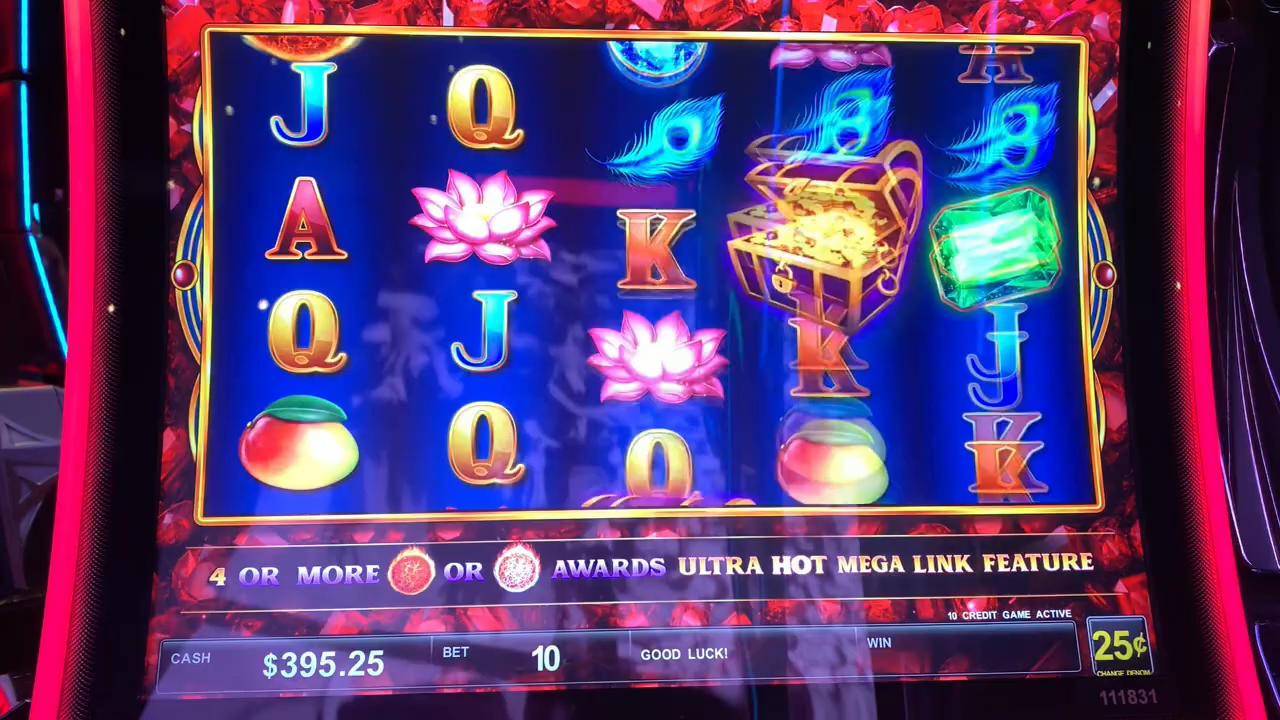 A
J Q
A K
Q J K J
Q Q K
4 OR MORE OR AWARDS ULTRA HOT MEGA LINK FEATURE
10 CREDIT GAME ACTIVE
CASH $395.25 BET 10 GOOD LUCK! WIN 25¢
CHANGE DENOM
111831